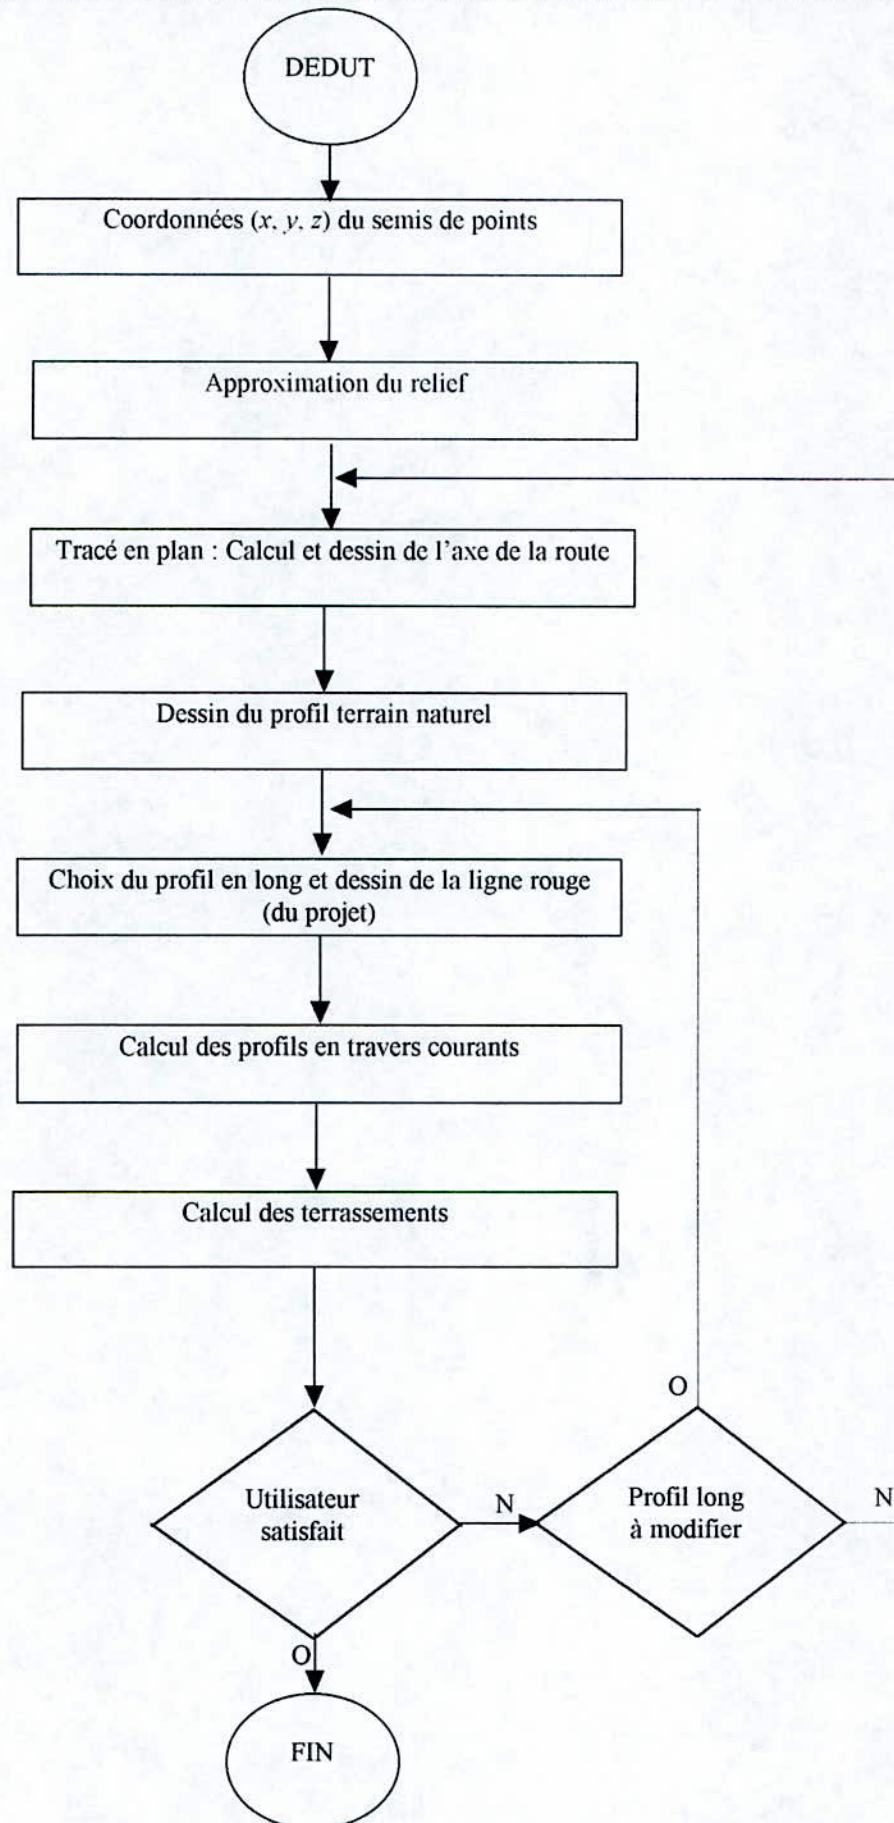 DEDUT
Coordonnées (x, y, z) du semis de points
Approximation du relief
Tracé en plan : Calcul et dessin de l'axe de la route
Dessin du profil terrain naturel
Choix du profil en long et dessin de la ligne rouge
(du projet)
Calcul des profils en travers courants
Calcul des terrassements
O
Utilisateur
satisfait
N
Profil long
à modifier
N
O
FIN